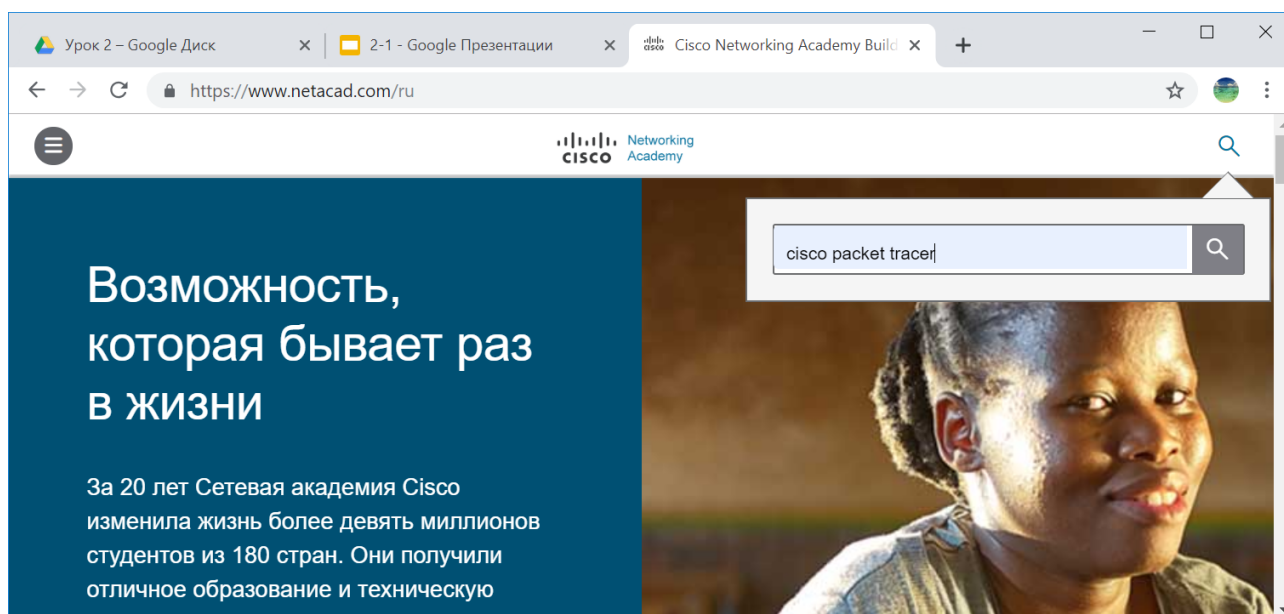 Урок 2 – Google Диск
2-1 - Google Презентации
Cisco Networking Academy Build
https://www.netacad.com/ru
CISCO
Networking
Academy
cisco packet tracer
Возможность,
которая бывает раз
в жизни
За 20 лет Сетевая академия Cisco
изменила жизнь более девять миллионов
студентов из 180 стран. Они получили
отличное образование и техническую